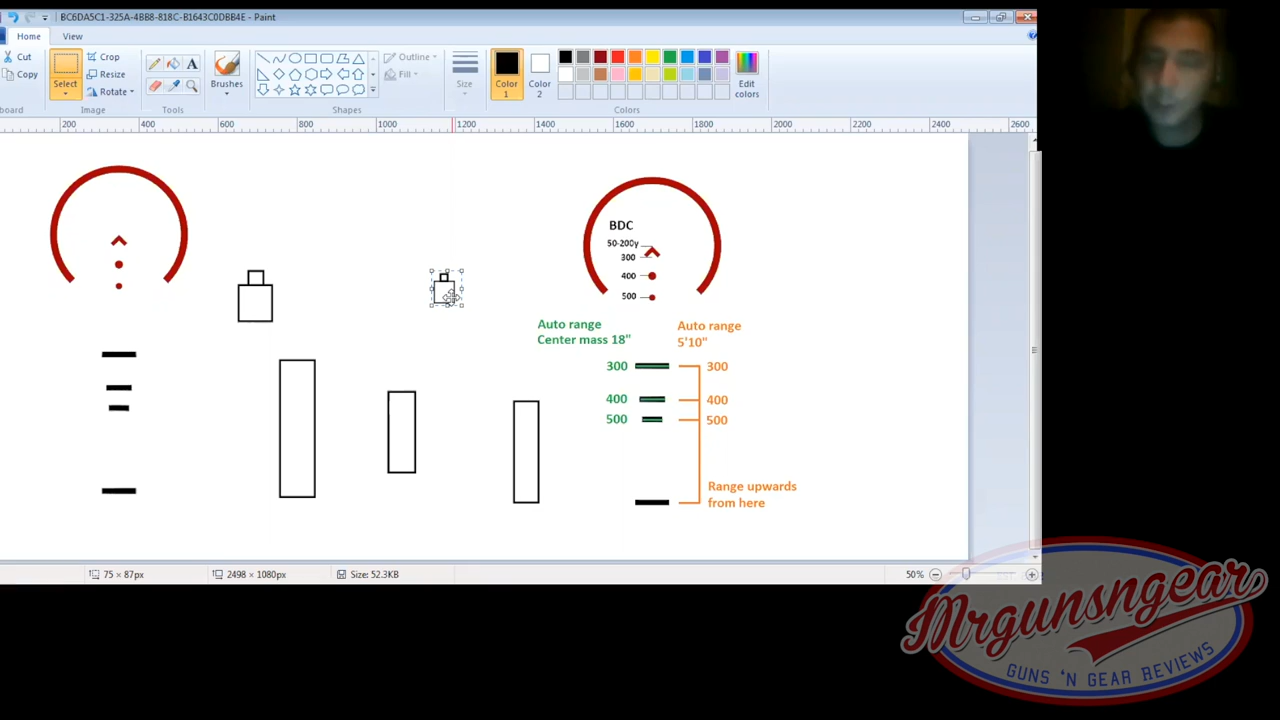 BC6DA5C1-325A-4BB8-818C-B1643C0DBB4E - Paint
Home
View
Cut
Copy
Select
Crop
Resize
Rotate
A
Brushes
Outline
Fill
Size
Color
1
Color
2
Edit
colors
Image
Tools
Shapes
Colors
200
400
600
800
1000
1200
1400
1600
1800
2000
2200
2400
2600
BDC
50-200y
300
400
500
Auto range
Center mass 18"
Auto range
5'10"
300
300
400
400
500
500
Range upwards
from here
75 × 87px
2498 × 1080px
Size: 52.3KB
50%
Mrgunsngear
GUNS 'N GEAR REVIEWS